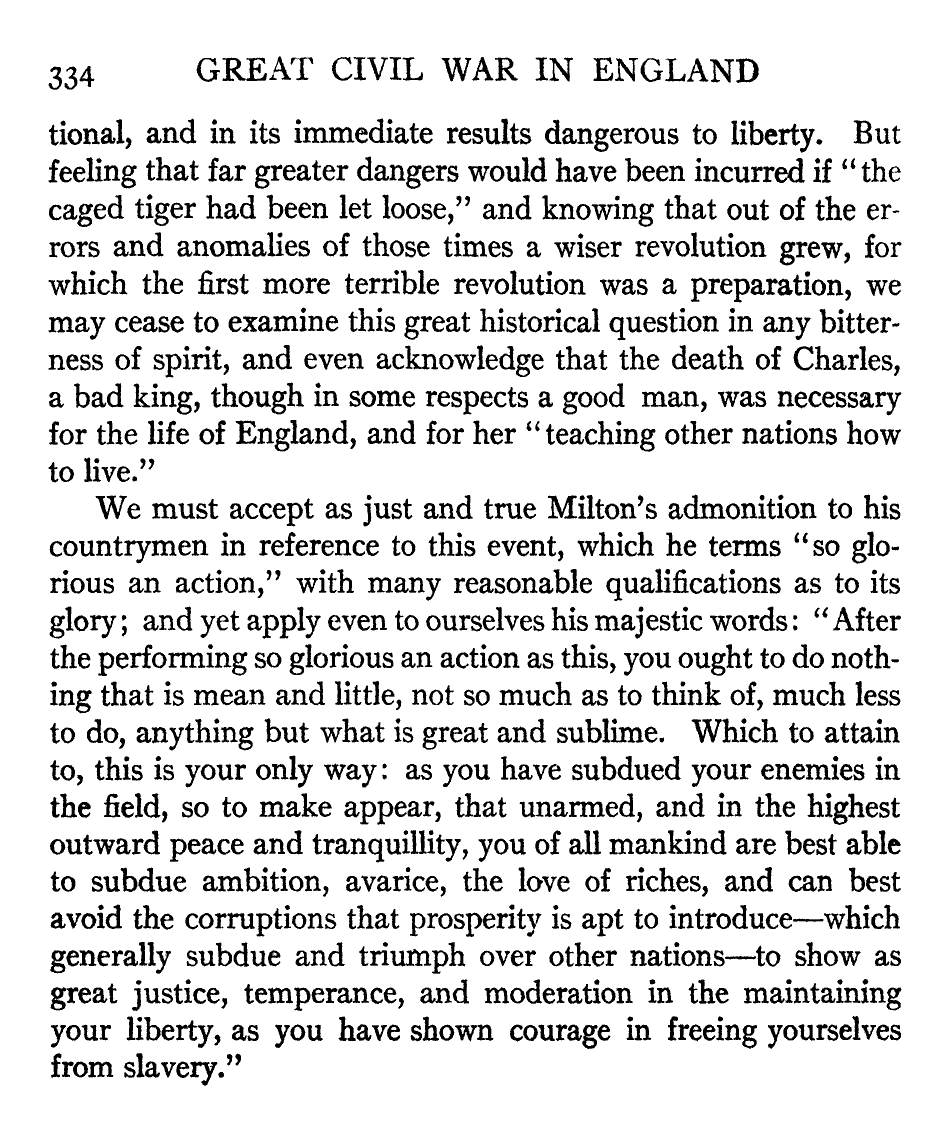 334 GREAT CIVIL WAR IN ENGLAND
tional, and in its immediate results dangerous to liberty. But
feeling that far greater dangers would have been incurred if “the
caged tiger had been let loose,” and knowing that out of the er-
rors and anomalies of those times a wiser revolution grew, for
which the first more terrible revolution was a preparation, we
may cease to examine this great historical question in any bitter-
ness of spirit, and even acknowledge that the death of Charles,
a bad king, though in some respects a good man, was necessary
for the life of England, and for her “teaching other nations how
to live.”
We must accept as just and true Milton’s admonition to his
countrymen in reference to this event, which he terms “so glo-
rious an action,” with many reasonable qualifications as to its
glory; and yet apply even to ourselves his majestic words: “After
the performing so glorious an action as this, you ought to do noth-
ing that is mean and little, not so much as to think of, much less
to do, anything but what is great and sublime. Which to attain
to, this is your only way: as you have subdued your enemies in
the field, so to make appear, that unarmed, and in the highest
outward peace and tranquillity, you of all mankind are best able
to subdue ambition, avarice, the love of riches, and can best
avoid the corruptions that prosperity is apt to introduce—which
generally subdue and triumph over other nations—to show as
great justice, temperance, and moderation in the maintaining
your liberty, as you have shown courage in freeing yourselves
from slavery.”